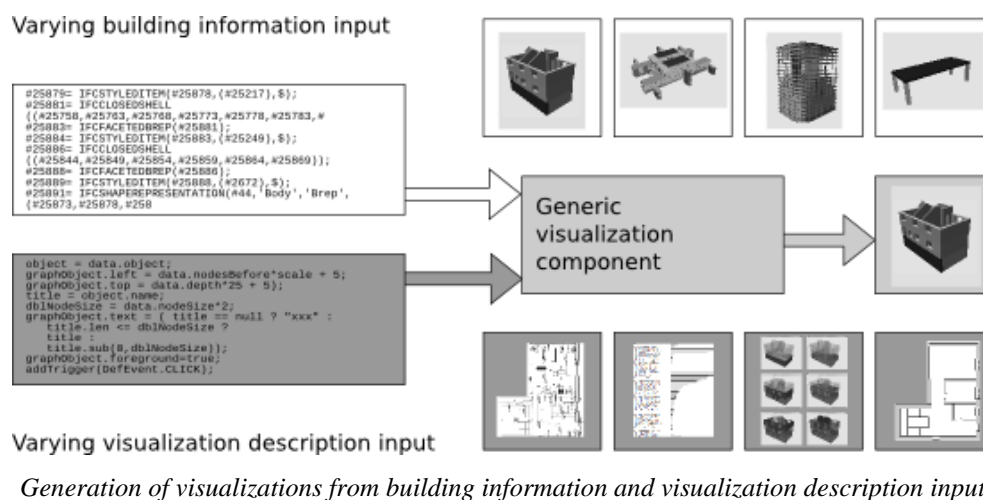 Varying building information input
#25879= IFCSTYLEDITEM(#25878,(#25217),$);
#25881= IFCCLOSEDSHELL
((#25758,#25763,#25768,#25773,#25778,#25783,#
#25883= IFCFACETEDBREP(#25881);
#25884= IFCSTYLEDITEM(#25883,(#25249),$);
#25886= IFCCLOSEDSHELL
((#25844,#25849,#25854,#25859,#25864,#25869));
#25888= IFCFACETEDBREP(#25886);
#25889= IFCSTYLEDITEM(#25888,(#2672),$);
#25891= IFCSHAPEREPRESENTATION(#44,'Body','Brep',
(#25873,#25878,#258
Generic
visualization
component
object = data.object;
graphObject.left = data.nodesBefore*scale + 5;
graphObject.top = data.depth*25 + 5);
title = object.name;
dblNodeSize = data.nodeSize*2;
graphObject.text = ( title == null ? "xxx" :
title.len <= dblNodeSize ?
title :
title.sub(0,dblNodeSize));
graphObject.foreground=true;
addTrigger(DefEvent.CLICK);
Varying visualization description input
Generation of visualizations from building information and visualization description input